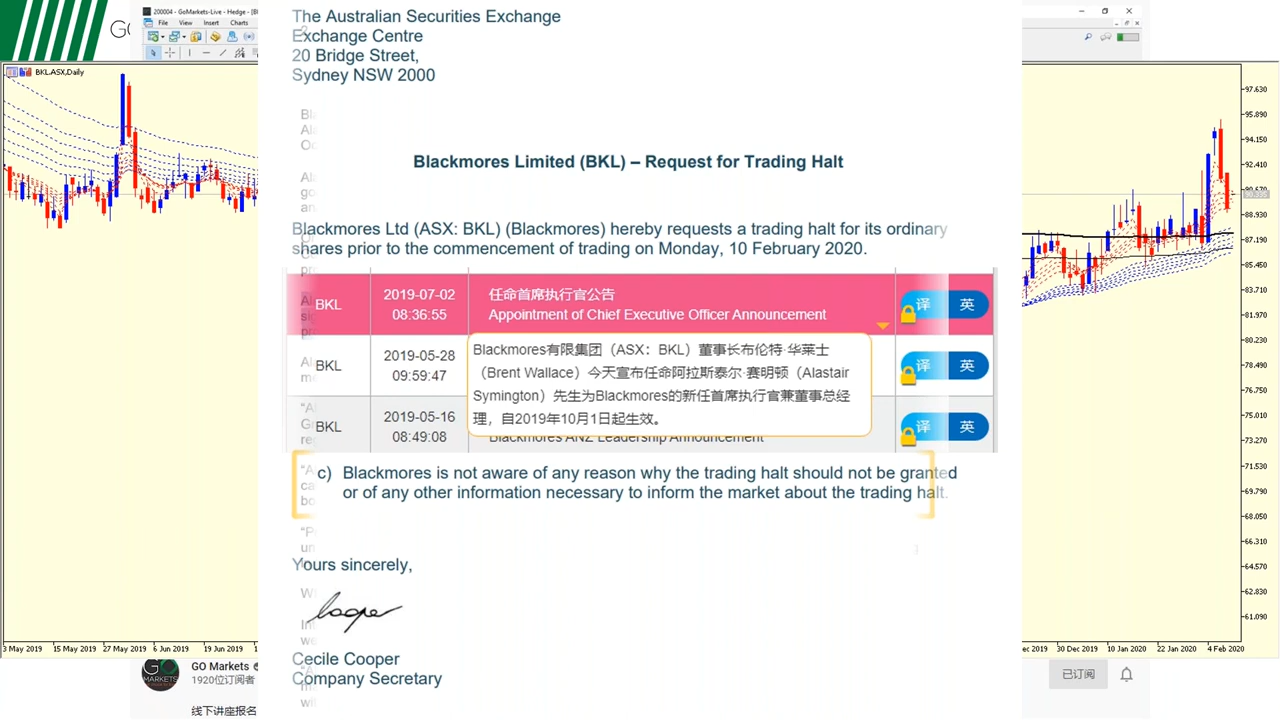 200004 - GoMarkets-Live - Hedge - [B
File View Insert Charts
GO
BKL.ASX,Daily
The Australian Securities Exchange
Exchange Centre
20 Bridge Street,
Sydney NSW 2000
Blackmores Limited (BKL) – Request for Trading Halt
Blackmores Ltd (ASX: BKL) (Blackmores) hereby requests a trading halt for its ordinary
shares prior to the commencement of trading on Monday, 10 February 2020.
BKL
2019-07-02
08:36:55
任命首席执行官公告
Appointment of Chief Executive Officer Announcement
译 英
BKL
2019-05-28
09:59:47
Blackmores有限集团（ASX：BKL）董事长布伦特·华莱士
（Brent Wallace）今天宣布任命阿拉斯泰尔·赛明顿（Alastair
Symington）先生为Blackmores的新任首席执行官兼董事总经
理，自2019年10月1日起生效。
译 英
BKL
2019-05-16
08:49:08
Blackmores ANZ Leadership Announcement
译 英
c) Blackmores is not aware of any reason why the trading halt should not be granted
or of any other information necessary to inform the market about the trading halt.
Yours sincerely,
Cooper
Cecile Cooper
Company Secretary
97.630
95.890
94.150
92.410
90.670
88.930
87.190
85.450
83.710
81.970
80.230
78.490
76.750
75.010
73.270
71.530
69.790
68.050
66.310
64.570
62.830
61.090
3 May 2019 15 May 2019 27 May 2019 6 Jun 2019 19 Jun 2019
ec 2019 30 Dec 2019 10 Jan 2020 22 Jan 2020 4 Feb 2020
GO
MARKETS
GO Markets
1920位订阅者
线下讲座报名
已订阅